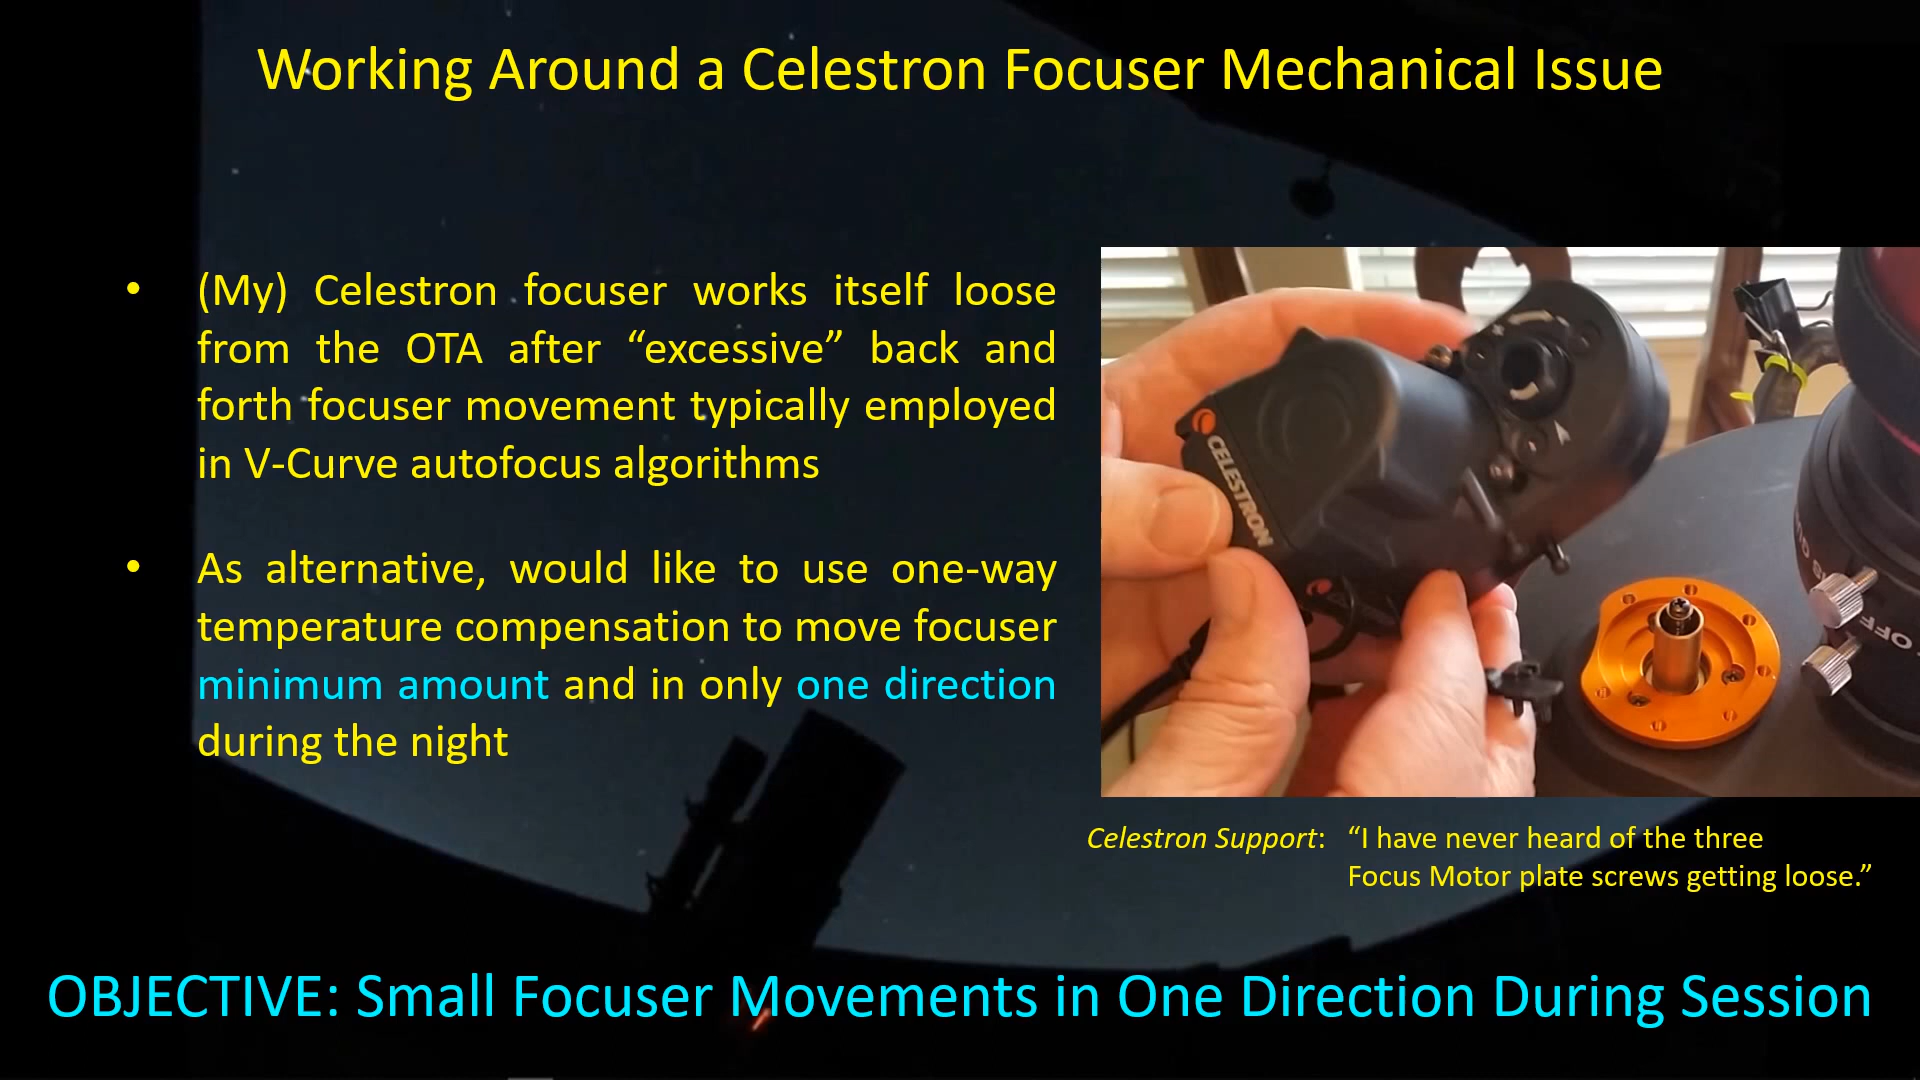 Working Around a Celestron Focuser Mechanical Issue
• (My) Celestron focuser works itself loose
from the OTA after “excessive” back and
forth focuser movement typically employed
in V-Curve autofocus algorithms
• As alternative, would like to use one-way
temperature compensation to move focuser
minimum amount and in only one direction
during the night
CELESTRON
OFF
Celestron Support: “I have never heard of the three
Focus Motor plate screws getting loose.”
OBJECTIVE: Small Focuser Movements in One Direction During Session